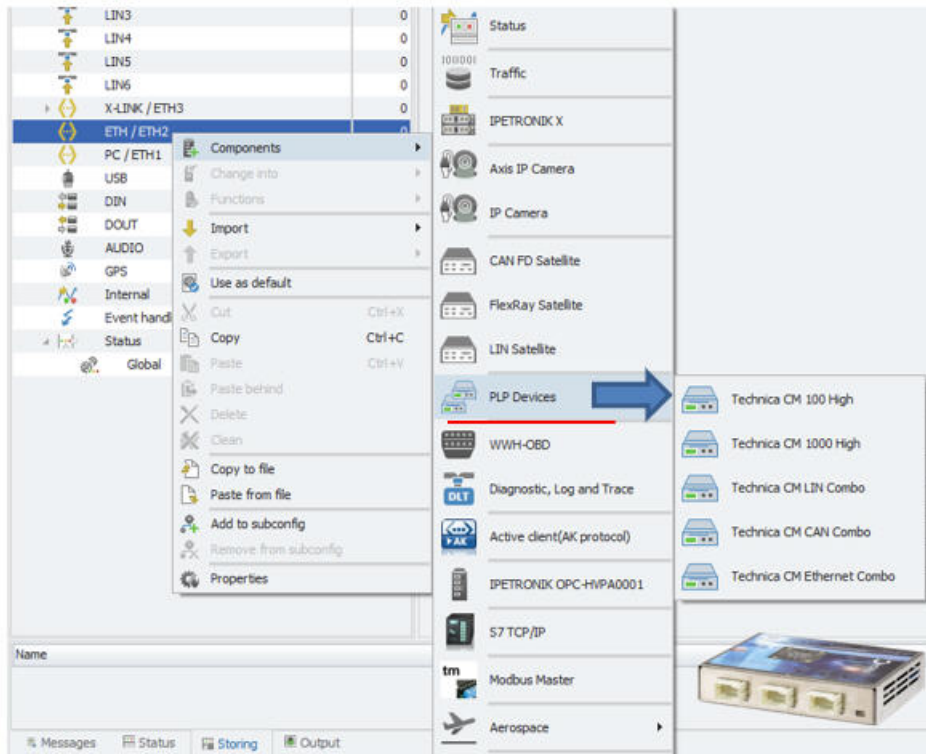 LIN3
0
LIN4
0
LIN5
0
LIN6
0
X-LINK / ETH3
0
ETH / ETH2
0
PC / ETH1
USB
DIN
DOUT
AUDIO
GPS
Internal
Event handl
Status
Global
Components
Change into
Functions
Import
Export
Use as default
Cut Ctrl+X
Copy Ctrl+C
Paste Ctrl+V
Paste behind
Delete
Clean
Copy to file
Paste from file
Add to subconfig
Remove from subconfig
Properties
Status
Traffic
IPETRONIK X
Axis IP Camera
IP Camera
CAN FD Satellite
FlexRay Satellite
LIN Satellite
PLP Devices
WWH-OBD
DLT
Diagnostic, Log and Trace
AK
Active client(AK protocol)
IPETRONIK OPC-HVPA0001
S7 TCP/IP
tm
Modbus Master
Aerospace
Technica CM 100 High
Technica CM 1000 High
Technica CM LIN Combo
Technica CM CAN Combo
Technica CM Ethernet Combo
Name
Messages
Status
Storing
Output